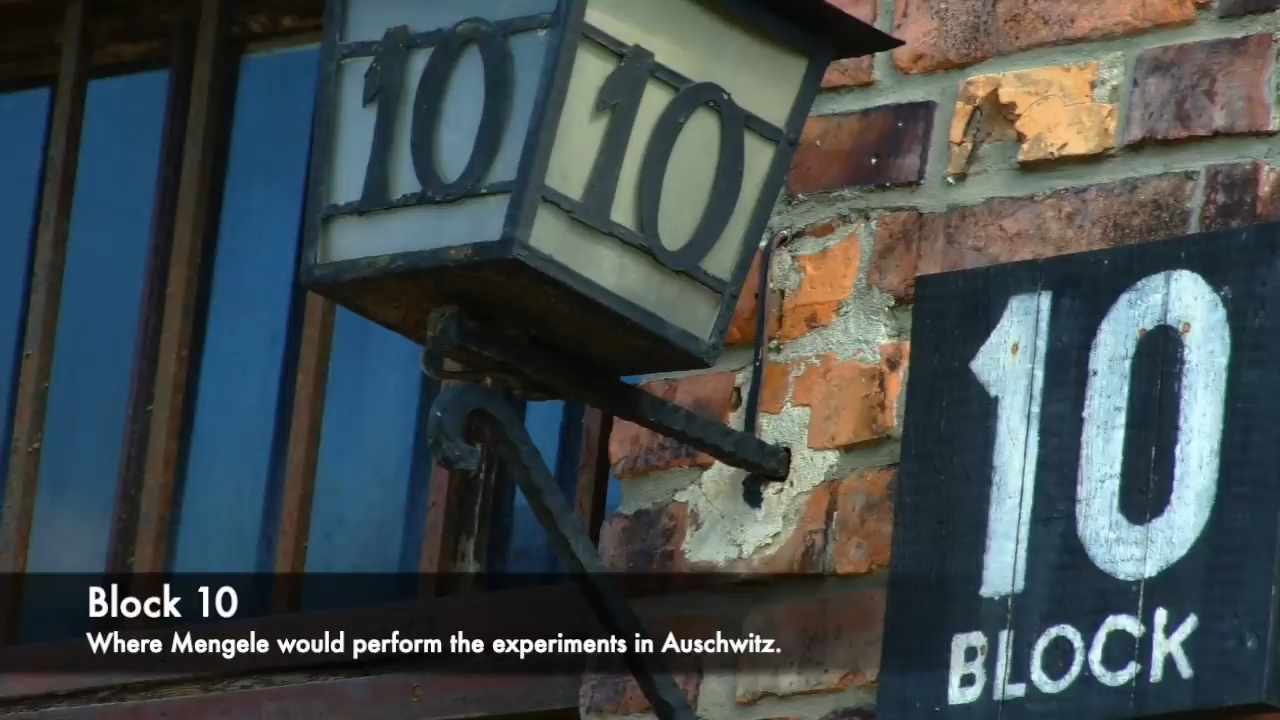 10 10
10
BLOCK
Block 10
Where Mengele would perform the experiments in Auschwitz.